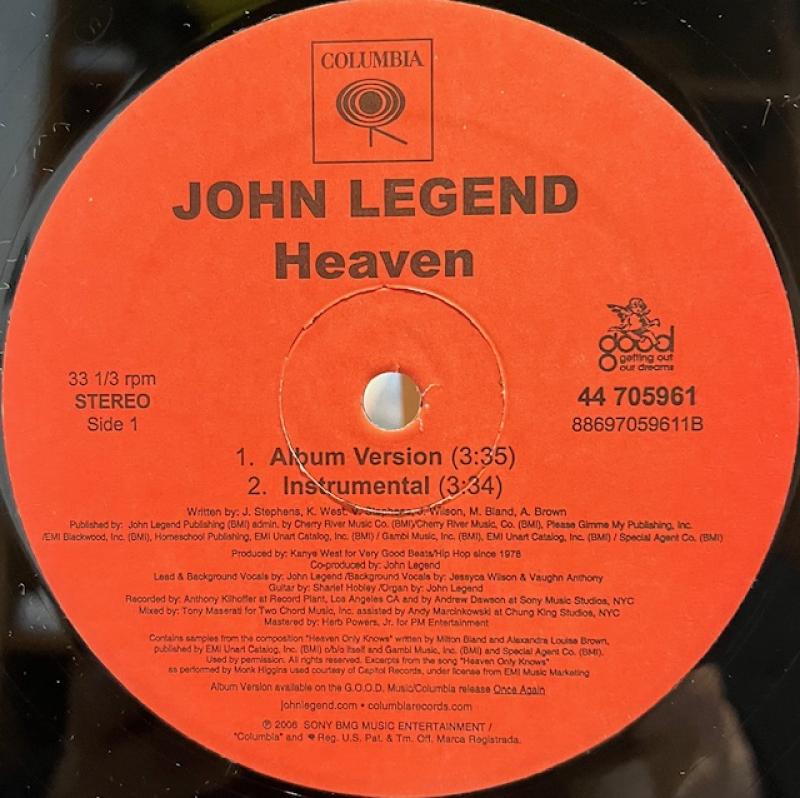 COLUMBIA
JOHN LEGEND
Heaven
good
getting out
our dreams
33 1/3 rpm
STEREO
Side 1
44 705961
88697059611B
1. Album Version (3:35)
2. Instrumental (3:34)
Written by: J. Stephens, K. West, V. Stephens, J. Wilson, M. Bland, A. Brown
Published by: John Legend Publishing (BMI) admin. by Cherry River Music Co. (BMI)/Cherry River Music, Co. (BMI), Please Gimme My Publishing, Inc.
/EMI Blackwood, Inc. (BMI), Homeschool Publishing, EMI Unart Catalog, Inc. (BMI) / Gambi Music, Inc. (BMI), EMI Unart Catalog, Inc. (BMI) / Special Agent Co. (BMI)
Produced by: Kanye West for Very Good Beats/Hip Hop since 1978
Co-produced by: John Legend
Lead & Background Vocals by: John Legend /Background Vocals by: Jessyca Wilson & Vaughn Anthony
Guitar by: Sharief Hobley /Organ by: John Legend
Recorded by: Anthony Kilhoffer at Record Plant, Los Angeles CA and by Andrew Dawson at Sony Music Studios, NYC
Mixed by: Tony Maserati for Two Chord Music, Inc. assisted by Andy Marcinkowski at Chung King Studios, NYC
Mastered by: Herb Powers, Jr. for PM Entertainment
Contains samples from the composition "Heaven Only Knows" written by Milton Bland and Alexandra Louise Brown,
published by EMI Unart Catalog, Inc. (BMI) o/b/o itself and Gambi Music, Inc. (BMI) and Special Agent Co. (BMI).
Used by permission. All rights reserved. Excerpts from the song "Heaven Only Knows"
as performed by Monk Higgins used courtesy of Capitol Records, under license from EMI Music Marketing
Album Version available on the G.O.O.D. Music/Columbia release Once Again
johnlegend.com • columbiarecords.com
℗ 2006 SONY BMG MUSIC ENTERTAINMENT /
"Columbia" and Reg. U.S. Pat. & Tm. Off. Marca Registrada.